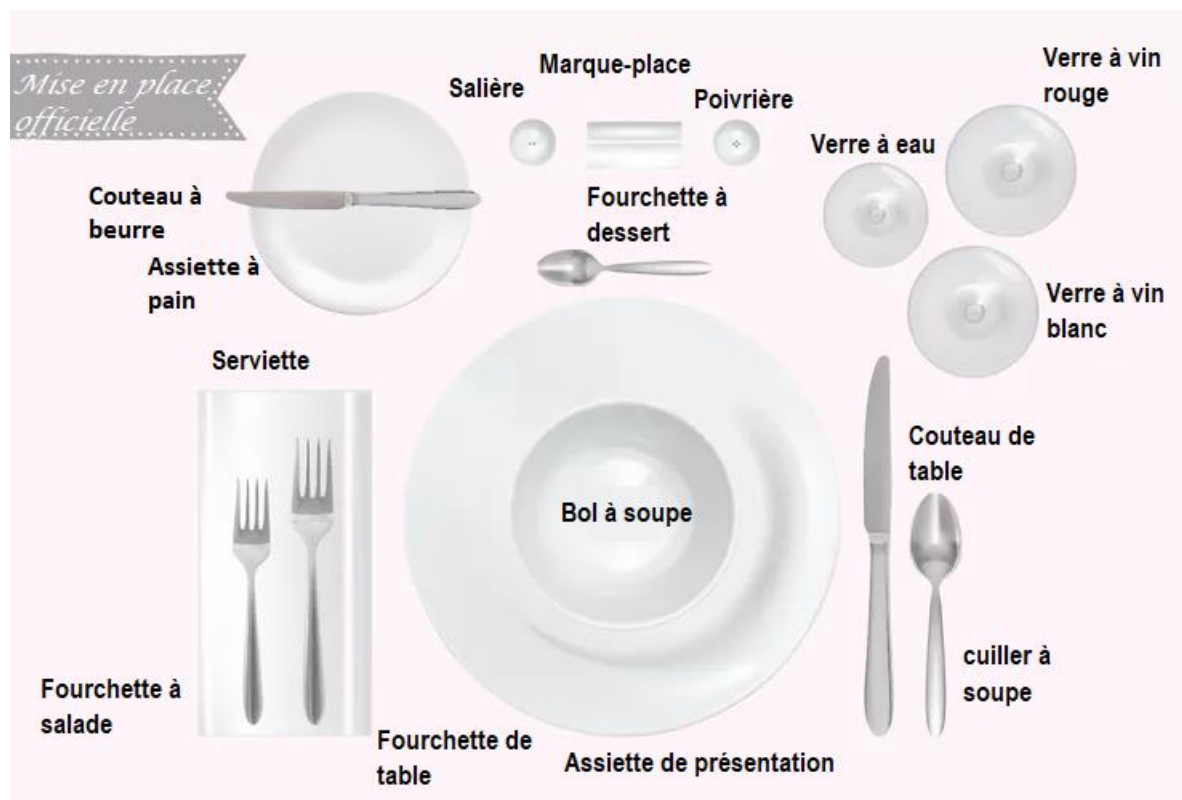 Mise en place
officielle
Salière
Marque-place
Poivrière
Verre à vin
rouge
Verre à eau
Couteau à
beurre
Fourchette à
dessert
Assiette à
pain
Verre à vin
blanc
Serviette
Couteau de
table
Bol à soupe
cuiller à
soupe
Fourchette à
salade
Fourchette de
table
Assiette de présentation